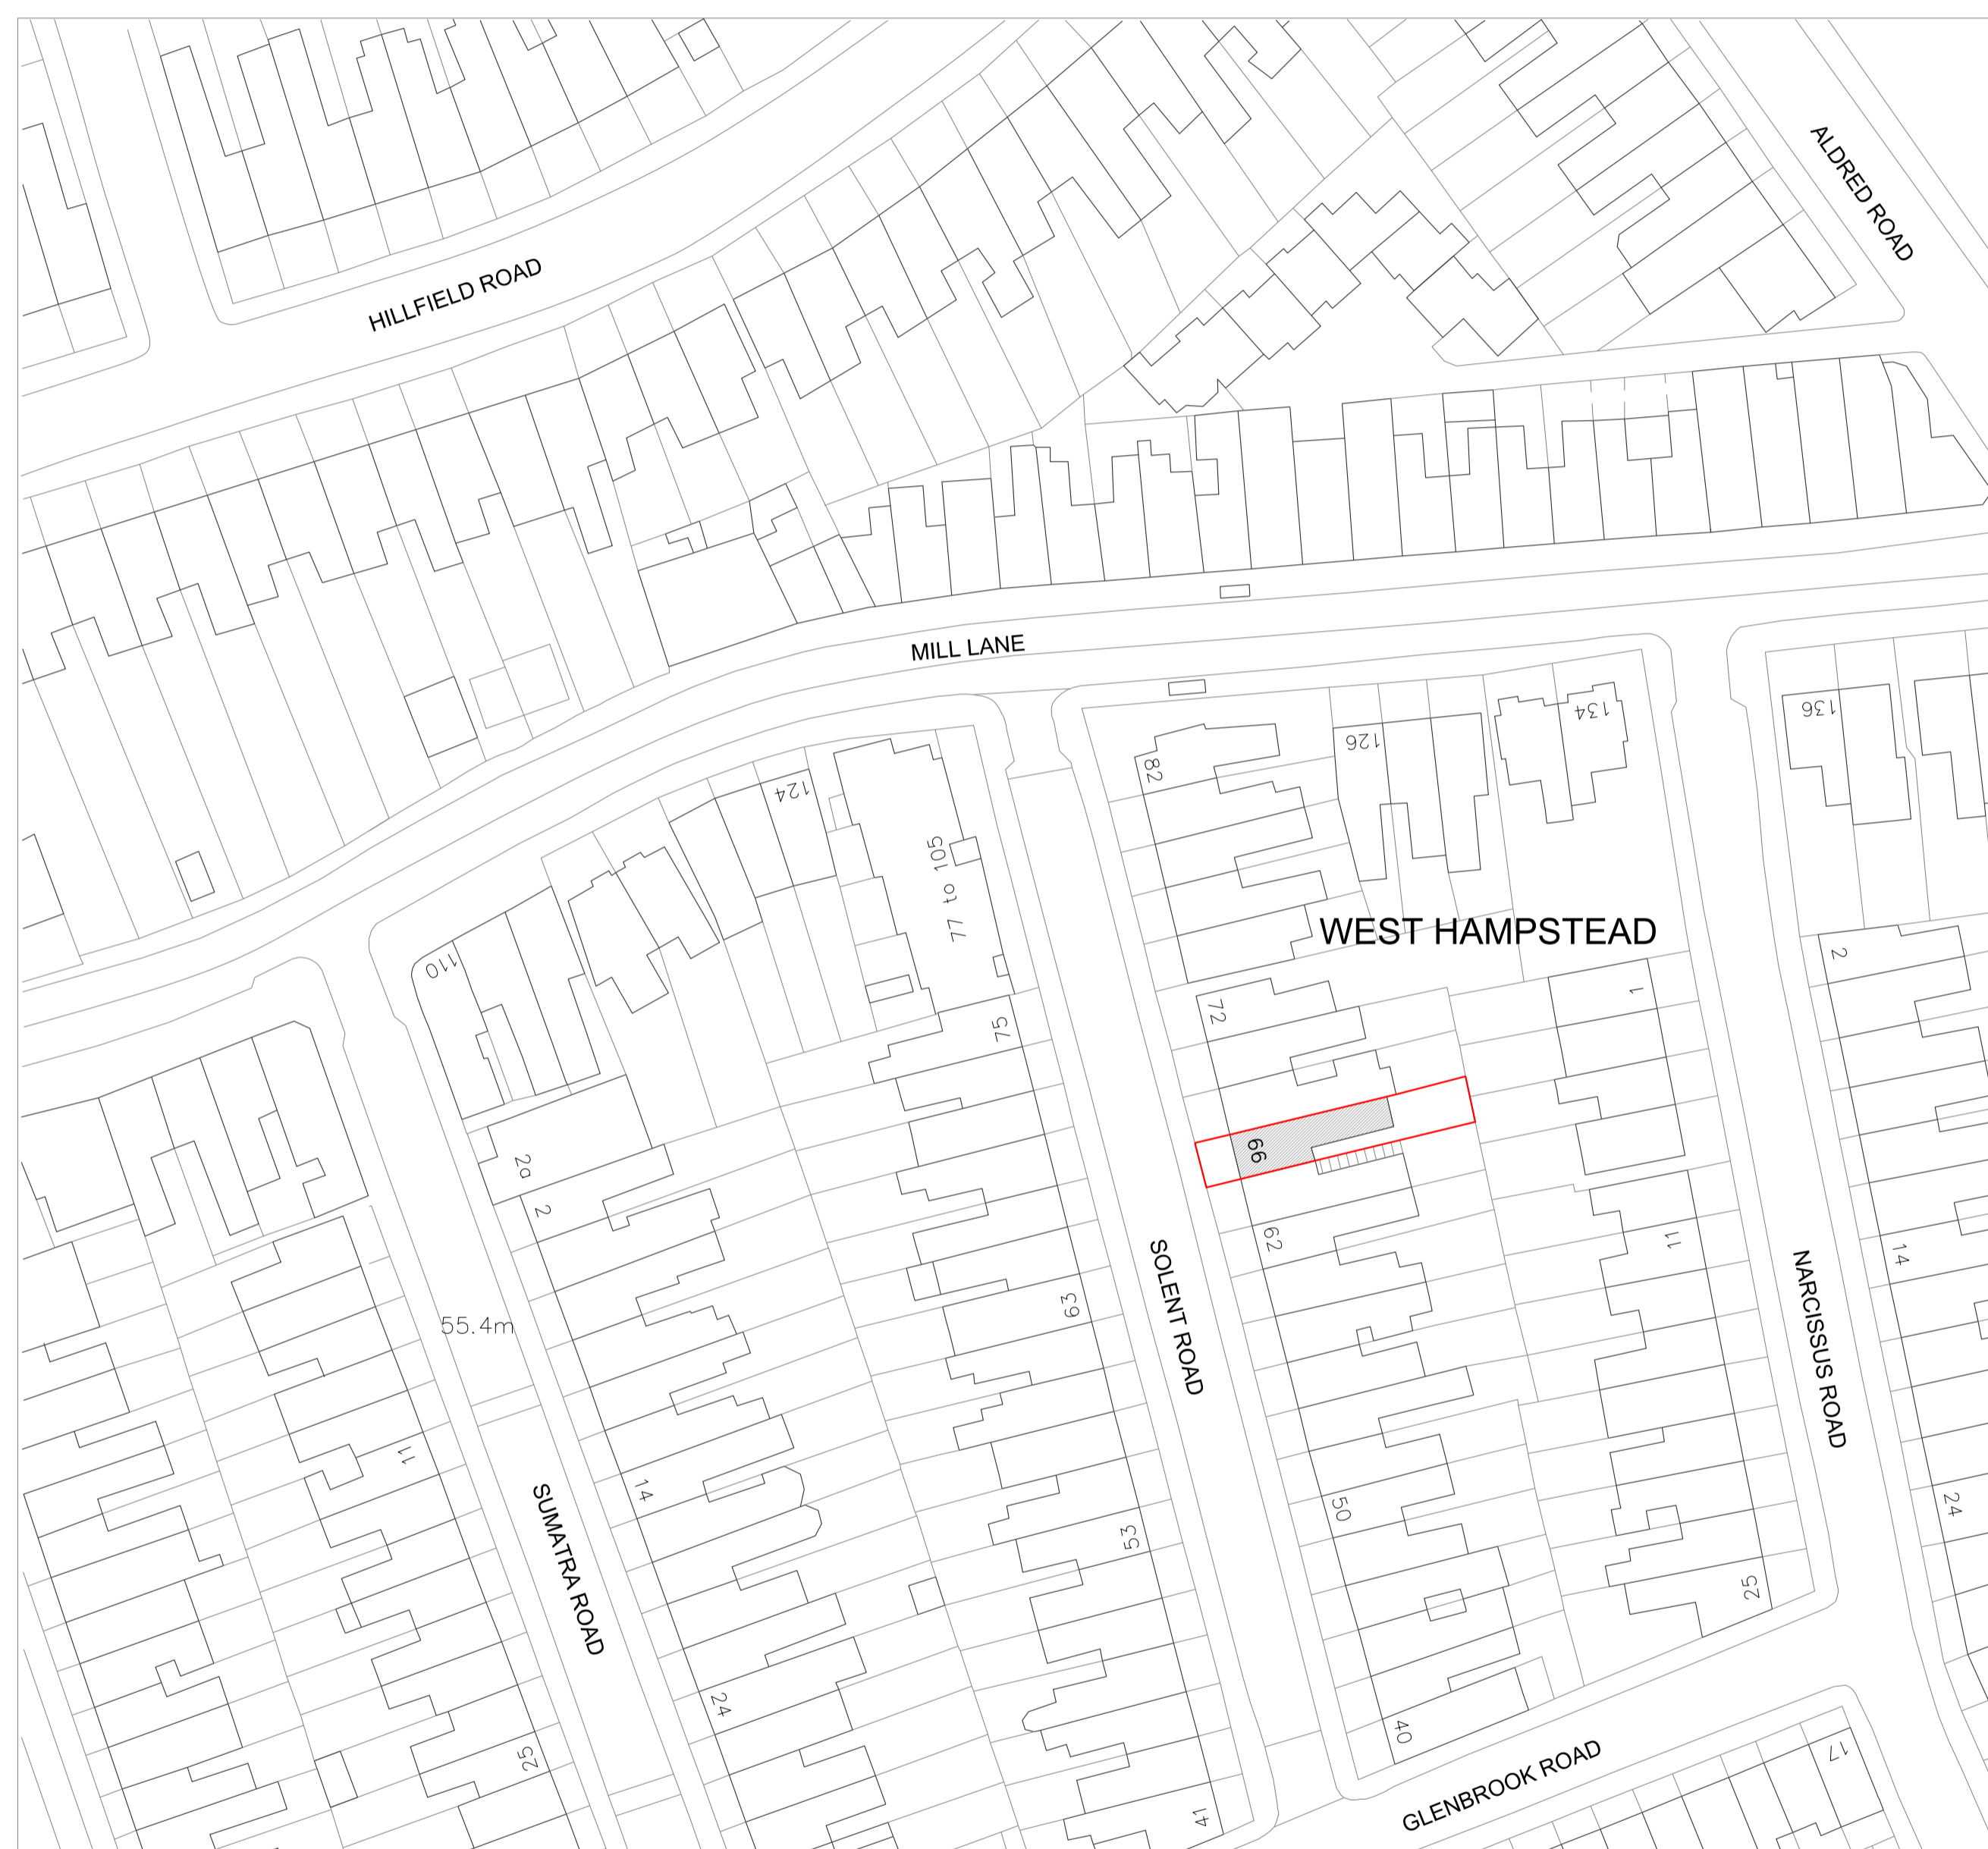 ALDRED ROAD
HILLFIELD ROAD
MILL LANE
136
134
126
28
124
77 to 105
WEST HAMPSTEAD
110
2
1
72
75
66
2a
2
62
11
14
63
55.4m
SOLENT ROAD
NARCISSUS ROAD
11
14
50
24
SUMATRA ROAD
53
25
24
40
25
17
GLENBROOK ROAD
41